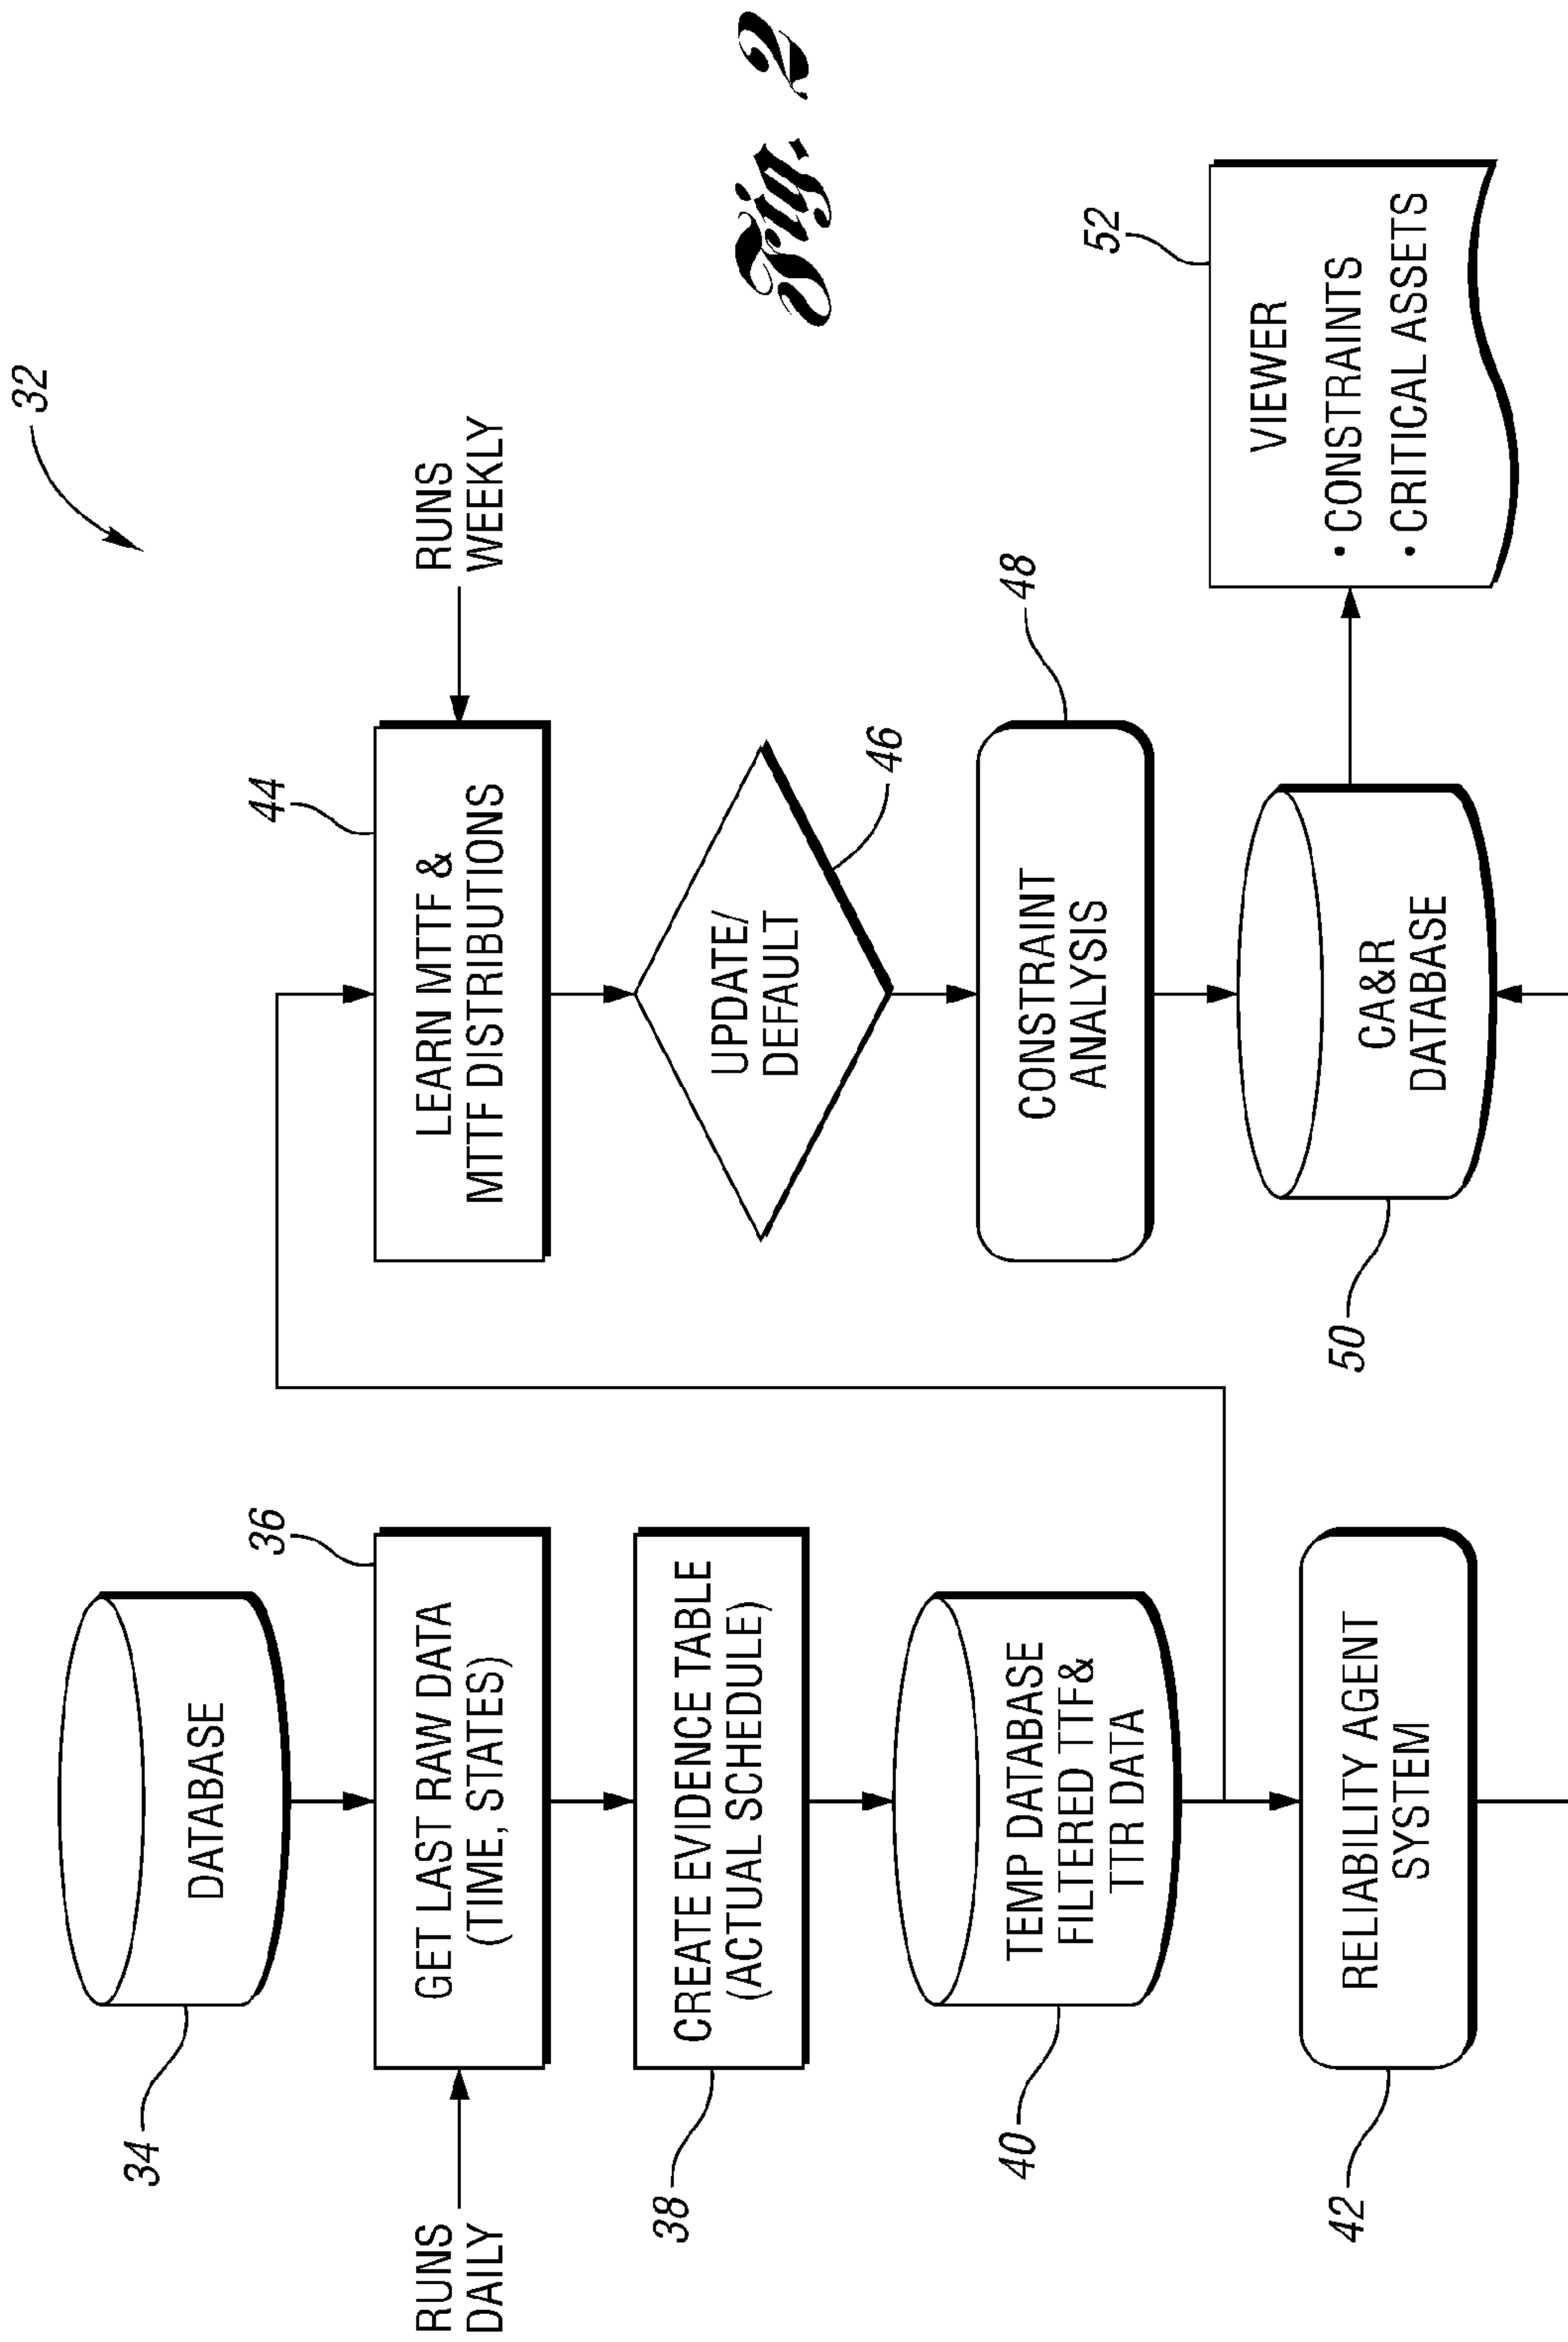 32
34
DATABASE
RUNS
DAILY
36
GET LAST RAW DATA
(TIME, STATES)
38
CREATE EVIDENCE TABLE
(ACTUAL SCHEDULE)
40
TEMP DATABASE
FILTERED TTF&
TTR DATA
42
RELIABILITY AGENT
SYSTEM
44
LEARN MTTF &
MTTF DISTRIBUTIONS
RUNS
WEEKLY
UPDATE/
DEFAULT
46
48
CONSTRAINT
ANALYSIS
50
CA&R
DATABASE
52
VIEWER
• CONSTRAINTS
• CRITICAL ASSETS
Fig. 2